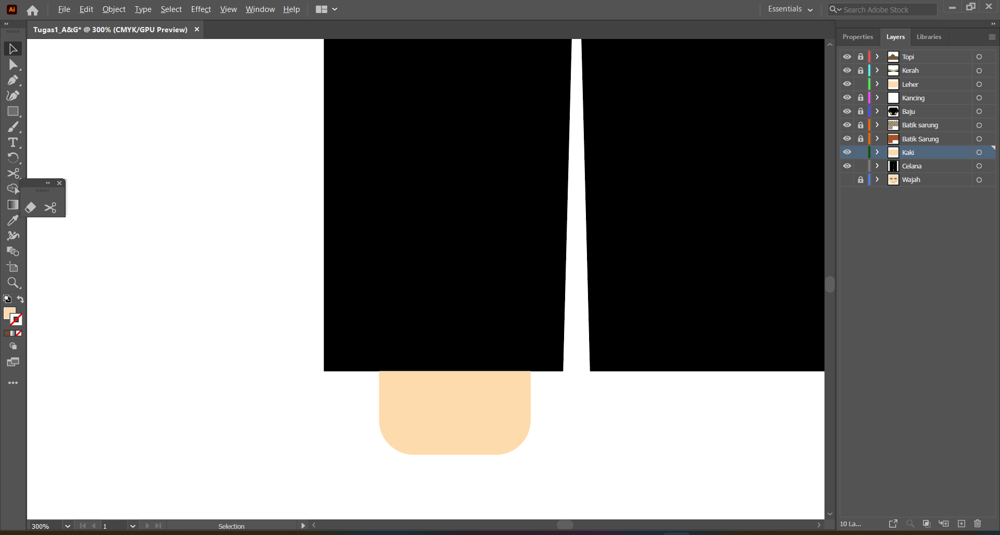 Ai File Edit Object Type Select Effect View Window Help Essentials Search Adobe Stock
Tugas1_A&G* @ 300% (CMYK/GPU Preview)
Properties Layers Libraries
Topi
Kerah
Leher
Kancing
Baju
Batik sarung
Batik Sarung
Kaki
Celana
Wajah
300% 1 Selection
10 La...